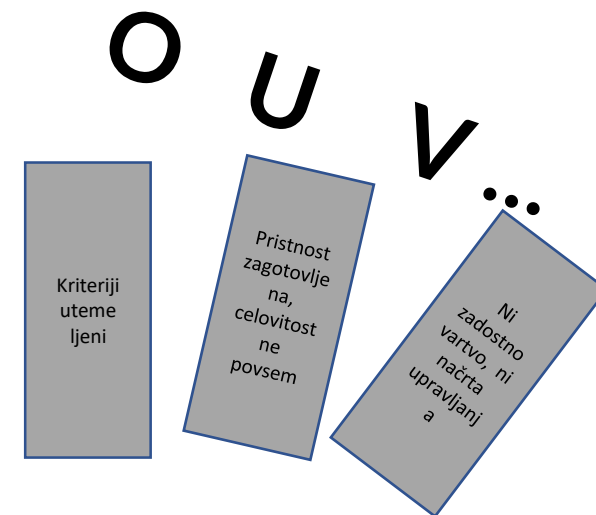 O U V...
Kriteriji
uteme
ljeni
Pristnost
zagotovlje
na,
celovitost
ne
povsem
Ni
zadostno
vartvo, ni
načrta
upravljanj
a